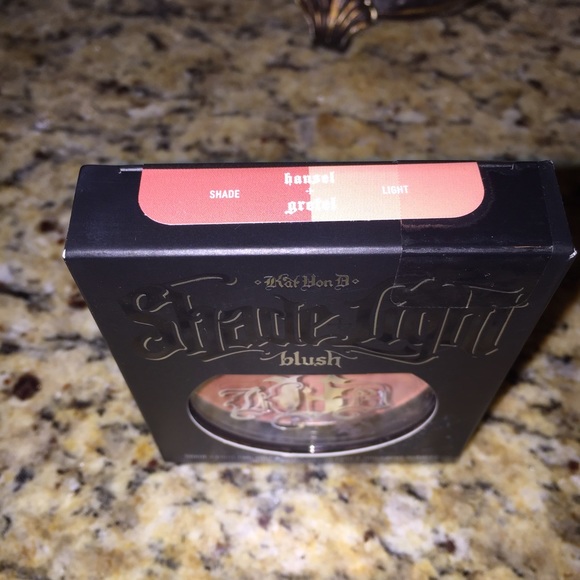 SHADE
hansel
+
gretel
LIGHT
Kat Von D
Shade+Light
blush